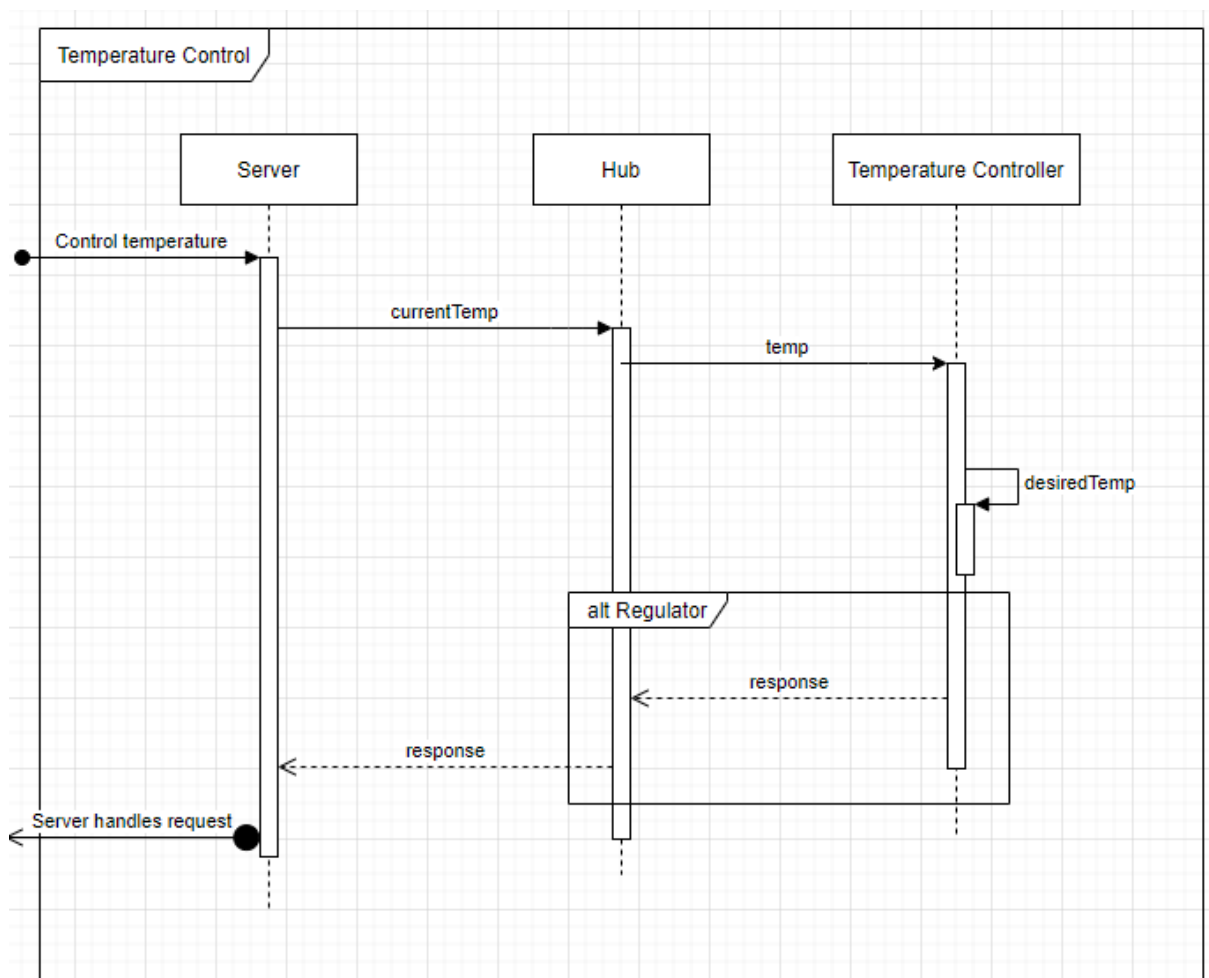 Temperature Control
Server
Hub
Temperature Controller
Control temperature
currentTemp
temp
desiredTemp
alt Regulator
response
response
Server handles request